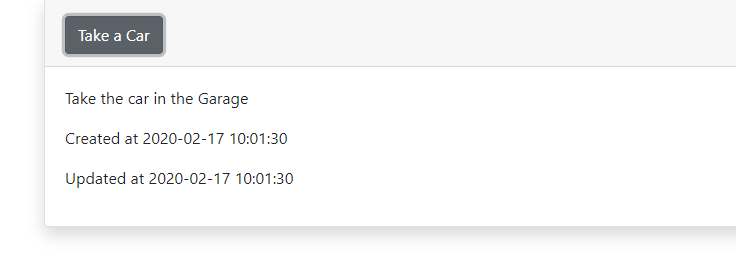 Take a Car
Take the car in the Garage
Created at 2020-02-17 10:01:30
Updated at 2020-02-17 10:01:30